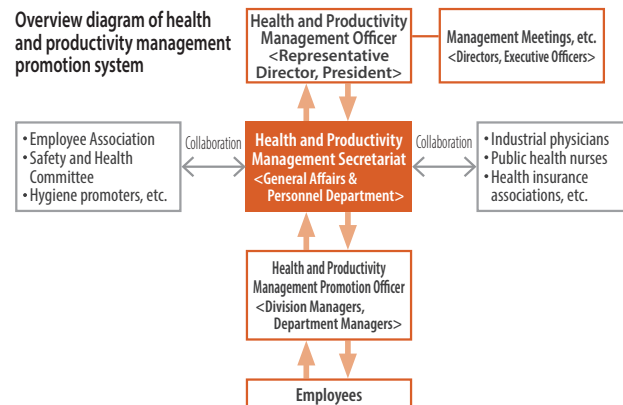 Overview diagram of health
and productivity management
promotion system
Health and Productivity
Management Officer
<Representative
Director, President>
Management Meetings, etc.
<Directors, Executive Officers>
• Employee Association
• Safety and Health
Committee
• Hygiene promoters, etc.
Collaboration
Health and Productivity
Management Secretariat
<General Affairs &
Personnel Department>
Collaboration
• Industrial physicians
• Public health nurses
• Health insurance
associations, etc.
Health and Productivity
Management Promotion Officer
<Division Managers,
Department Managers>
Employees